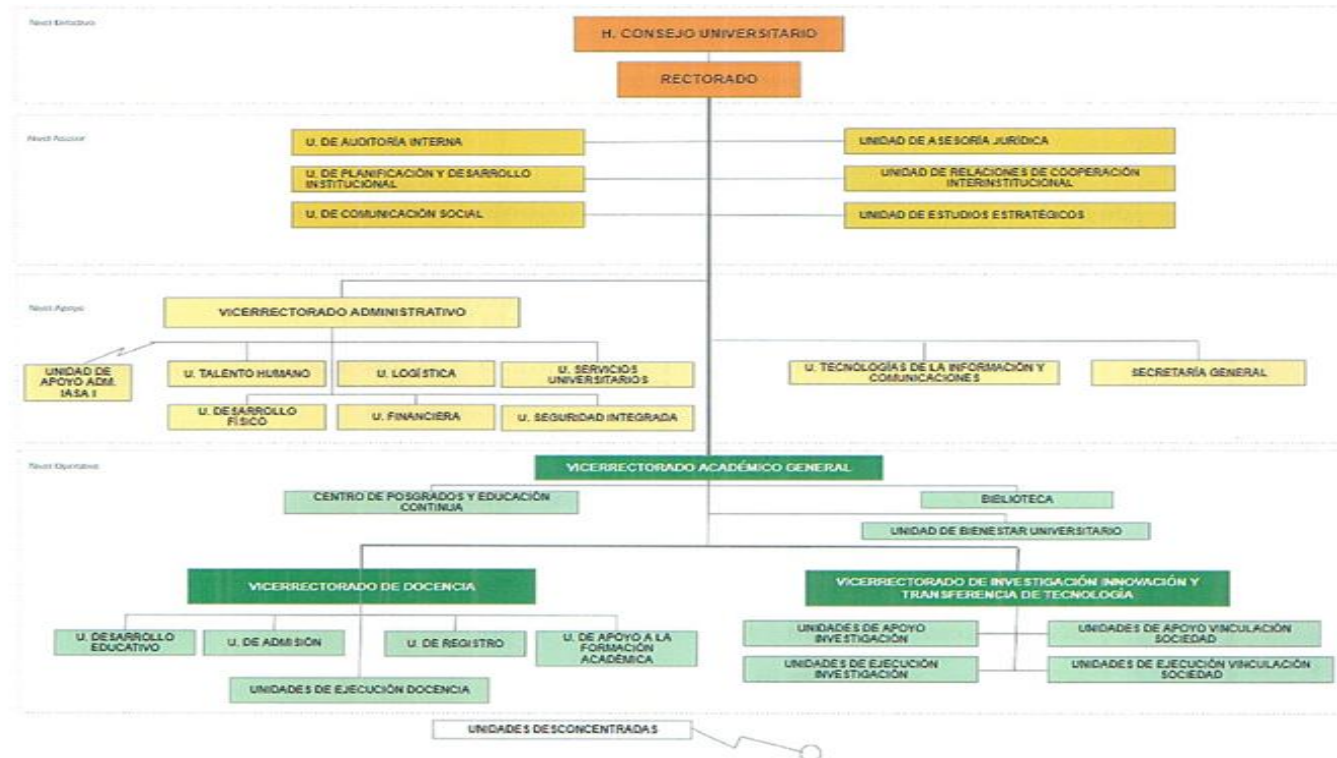 H. CONSEJO UNIVERSITARIO
RECTORADO
U. DE AUDITORÍA INTERNA
UNIDAD DE ASESORÍA JURÍDICA
U. DE PLANIFICACIÓN Y DESARROLLO
INSTITUCIONAL
UNIDAD DE RELACIONES DE COOPERACIÓN
INTERINSTITUCIONAL
U. DE COMUNICACIÓN SOCIAL
UNIDAD DE ESTUDIOS ESTRATÉGICOS
Nivel Apoyo
VICERRECTORADO ADMINISTRATIVO
UNIDAD DE
APOYO ADM.
IASA I
U. TALENTO HUMANO
U. LOGÍSTICA
U. SERVICIOS
UNIVERSITARIOS
U. TECNOLOGÍAS DE LA INFORMACIÓN Y
COMUNICACIONES
SECRETARÍA GENERAL
U. DESARROLLO
FÍSICO
U. FINANCIERA
U. SEGURIDAD INTEGRADA
Nivel Operativo
VICERRECTORADO ACADÉMICO GENERAL
CENTRO DE POSGRADOS Y EDUCACIÓN
CONTINUA
BIBLIOTECA
UNIDAD DE BIENESTAR UNIVERSITARIO
VICERRECTORADO DE DOCENCIA
VICERRECTORADO DE INVESTIGACIÓN INNOVACIÓN Y
TRANSFERENCIA DE TECNOLOGÍA
U. DESARROLLO
EDUCATIVO
U. DE ADMISIÓN
U. DE REGISTRO
U. DE APOYO A LA
FORMACIÓN
ACADÉMICA
UNIDADES DE APOYO
INVESTIGACIÓN
UNIDADES DE APOYO VINCULACIÓN
SOCIEDAD
UNIDADES DE EJECUCIÓN DOCENCIA
UNIDADES DE EJECUCIÓN
INVESTIGACIÓN
UNIDADES DE EJECUCIÓN VINCULACIÓN
SOCIEDAD
UNIDADES DESCONCENTRADAS